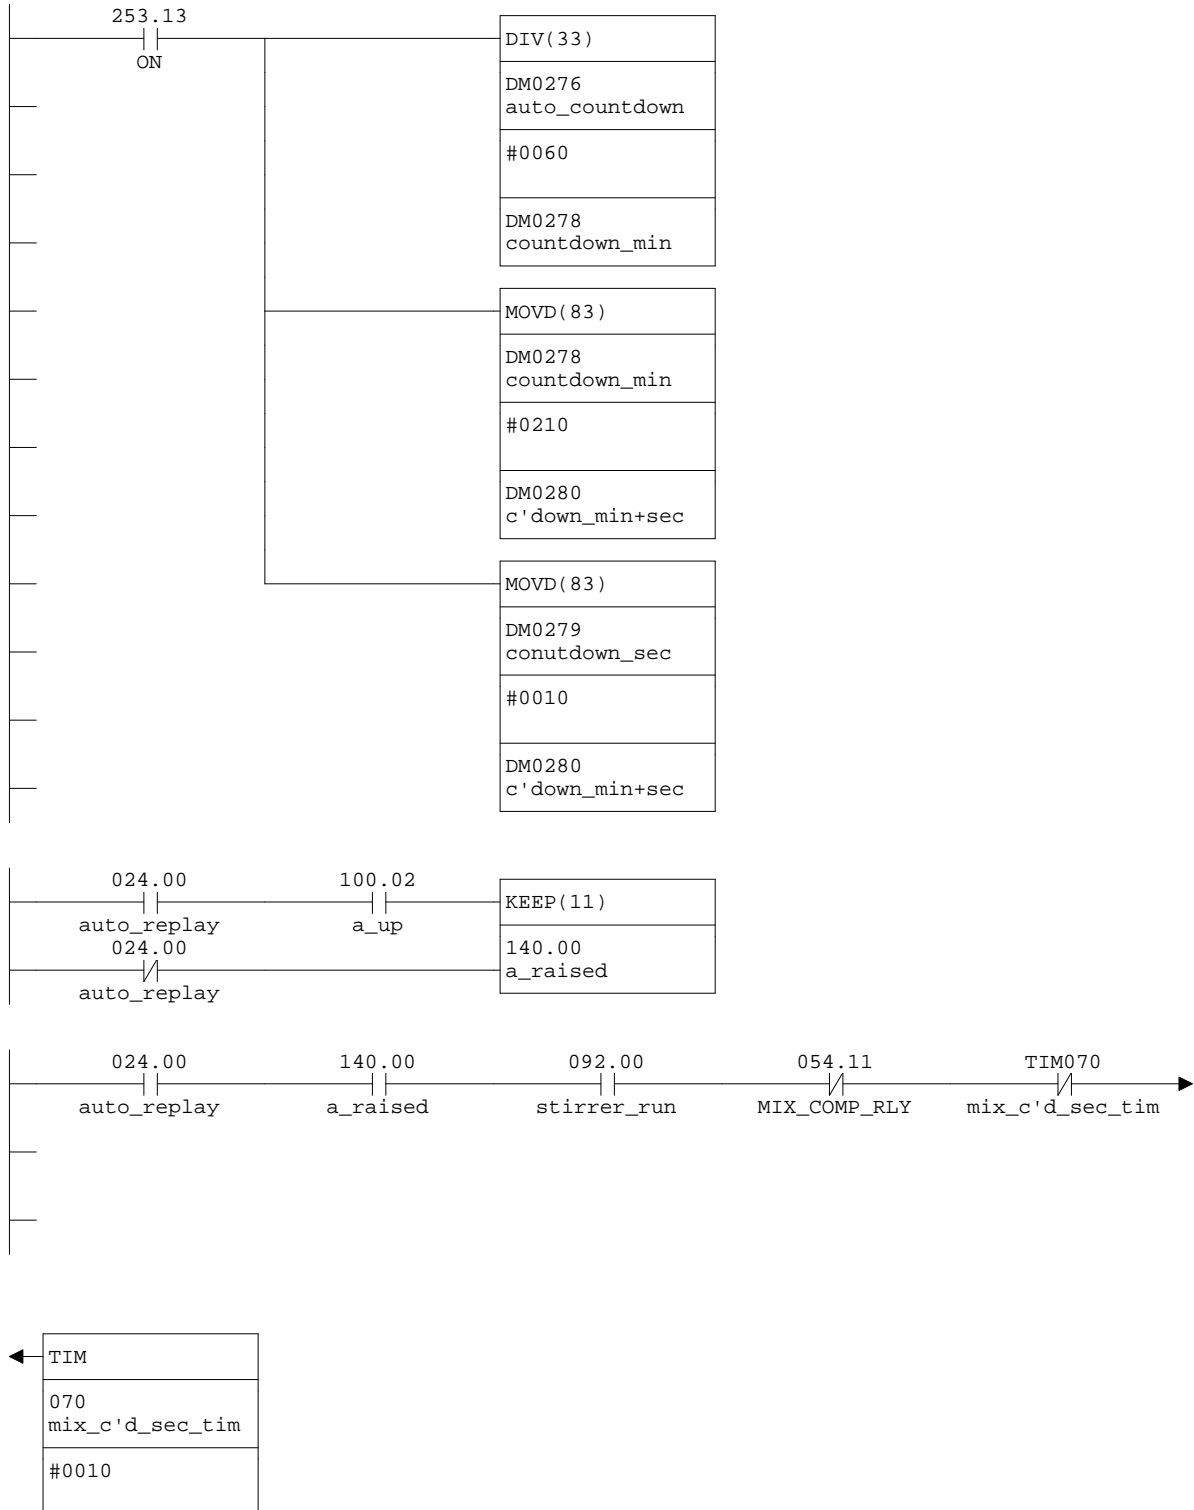 253.13
ON
DIV(33)
DM0276
auto_countdown
#0060
DM0278
countdown_min
MOVD(83)
DM0278
countdown_min
#0210
DM0280
c'down_min+sec
MOVD(83)
DM0279
conutdown_sec
#0010
DM0280
c'down_min+sec
024.00 100.02
auto_replay a_up
KEEP(11)
024.00
auto_replay
140.00
a_raised
024.00 140.00 092.00 054.11 TIM070
auto_replay a_raised stirrer_run MIX_COMP_RLY mix_c'd_sec_tim
TIM
070
mix_c'd_sec_tim
#0010